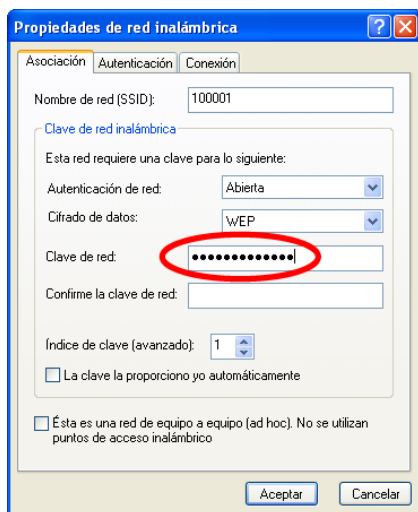 Propiedades de red inalámbrica
Asociación Autenticación Conexión
Nombre de red (SSID): 100001
Clave de red inalámbrica
Esta red requiere una clave para lo siguiente:
Autenticación de red: Abierta
Cifrado de datos: WEP
Clave de red: •••••••••••••
Confirme la clave de red:
Índice de clave (avanzado): 1
La clave la proporciono yo automáticamente
Ésta es una red de equipo a equipo (ad hoc). No se utilizan
puntos de acceso inalámbrico
Aceptar Cancelar